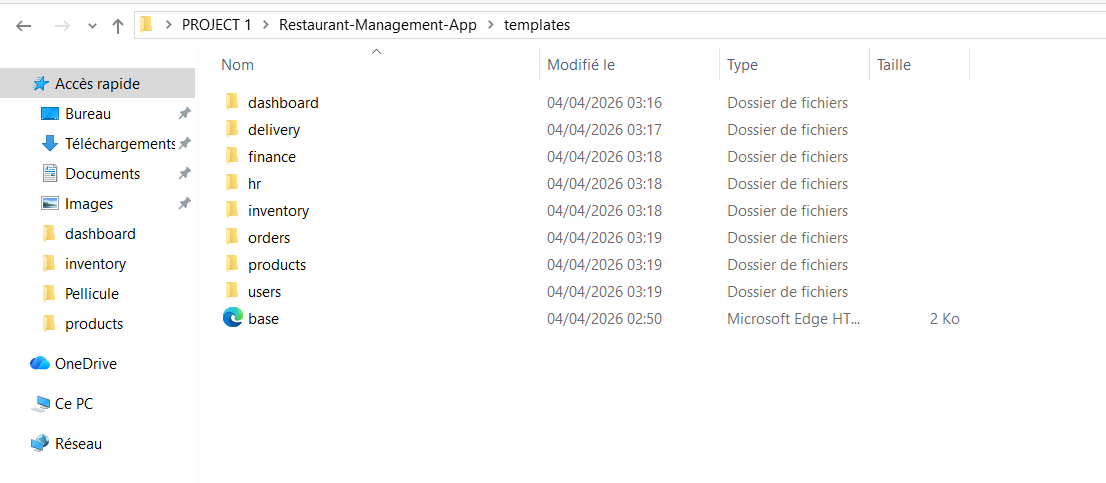 PROJECT 1 > Restaurant-Management-App > templates
Nom Modifié le Type Taille
Accès rapide
Bureau
Téléchargements
Documents
Images
dashboard
inventory
Pellicule
products
OneDrive
Ce PC
Réseau
dashboard 04/04/2026 03:16 Dossier de fichiers
delivery 04/04/2026 03:17 Dossier de fichiers
finance 04/04/2026 03:18 Dossier de fichiers
hr 04/04/2026 03:18 Dossier de fichiers
inventory 04/04/2026 03:18 Dossier de fichiers
orders 04/04/2026 03:19 Dossier de fichiers
products 04/04/2026 03:19 Dossier de fichiers
users 04/04/2026 03:19 Dossier de fichiers
base 04/04/2026 02:50 Microsoft Edge HT... 2 Ko